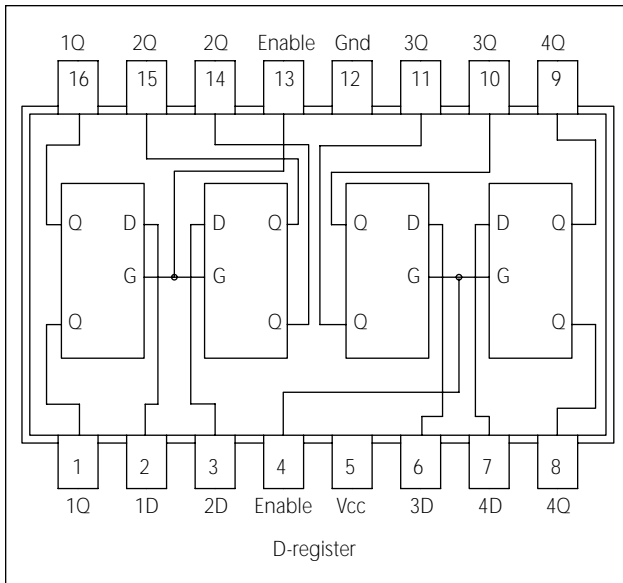 1Q 2Q 2Q Enable Gnd 3Q 3Q 4Q
16 15 14 13 12 11 10 9
Q D D Q Q D D Q
G G G G
Q Q Q Q
1 2 3 4 5 6 7 8
1Q 1D 2D Enable Vcc 3D 4D 4Q
D-register